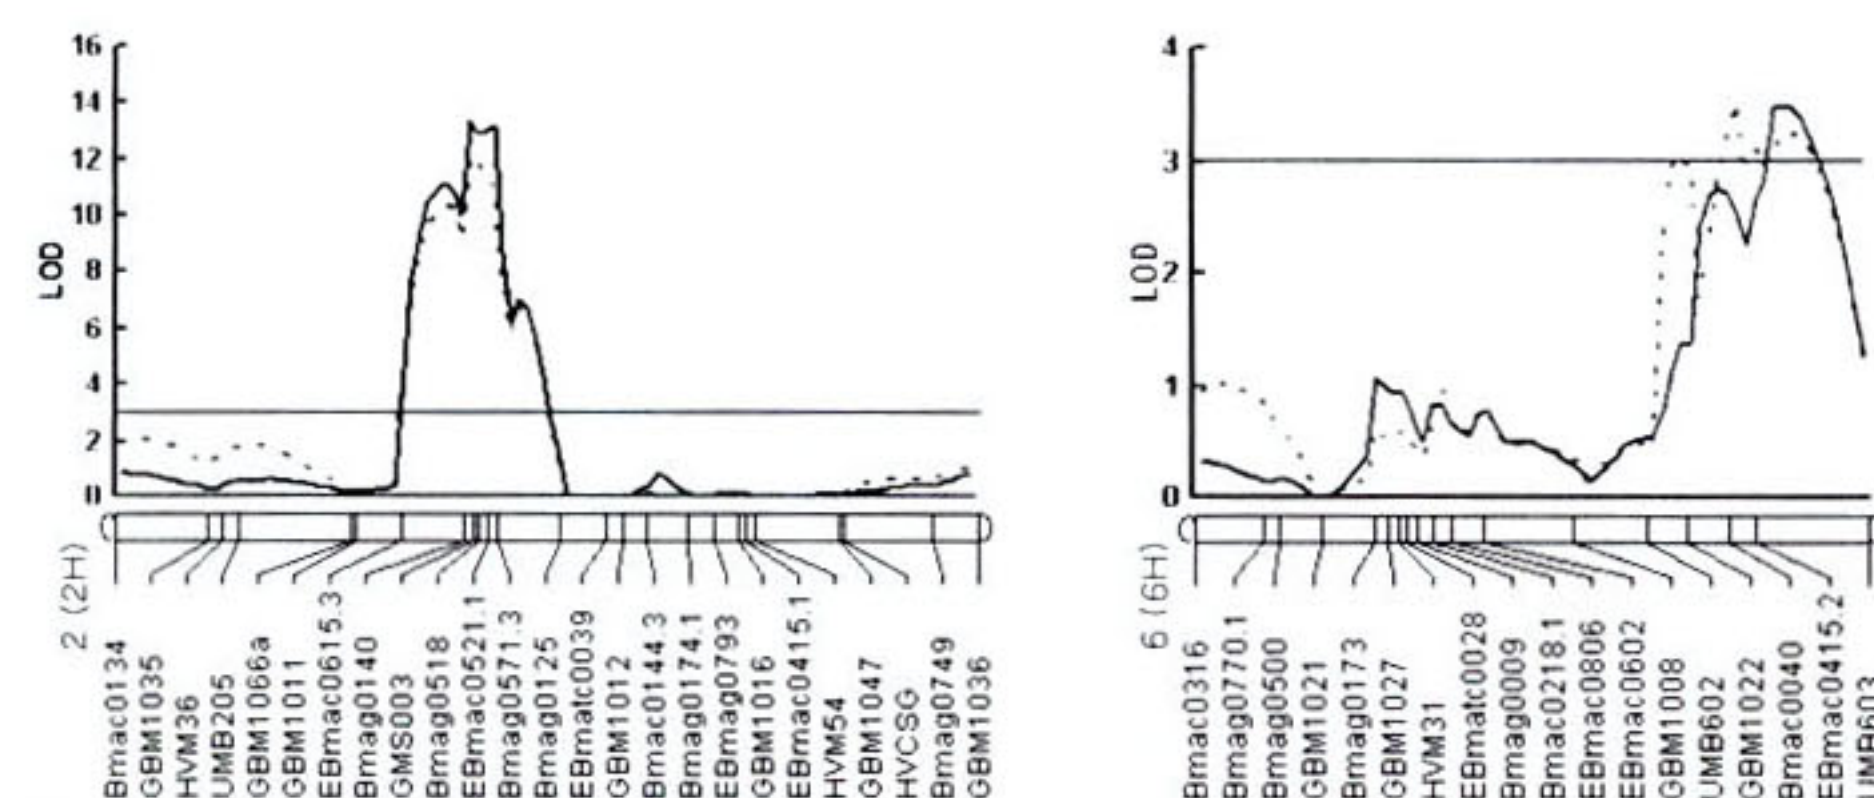 16
14
12
10
8
6
4
2
0
LOD
2 (2H)
Bmac0134
GBM1035
HVM36
UMB205
GBM1066a
GBM1011
EBmac0615.3
Bmag0140
GMS003
Bmag0518
EBmac0521.1
Bmag0571.3
Bmag0125
EBmatc0039
GBM1012
Bmac0144.3
Bmag0174.1
EBmag0793
GBM1016
EBmac0415.1
HVM54
GBM1047
HVCSG
Bmag0749
GBM1036
4
3
2
1
0
LOD
6 (6H)
Bmac0316
Bmag0770.1
Bmag0500
GBM1021
Bmag0173
GBM1027
HVM31
EBmatc0028
Bmag0009
Bmac0218.1
EBmac0806
EBmac0602
GBM1008
UMB602
GBM1022
Bmac0040
EBmac0415.2
UMB603